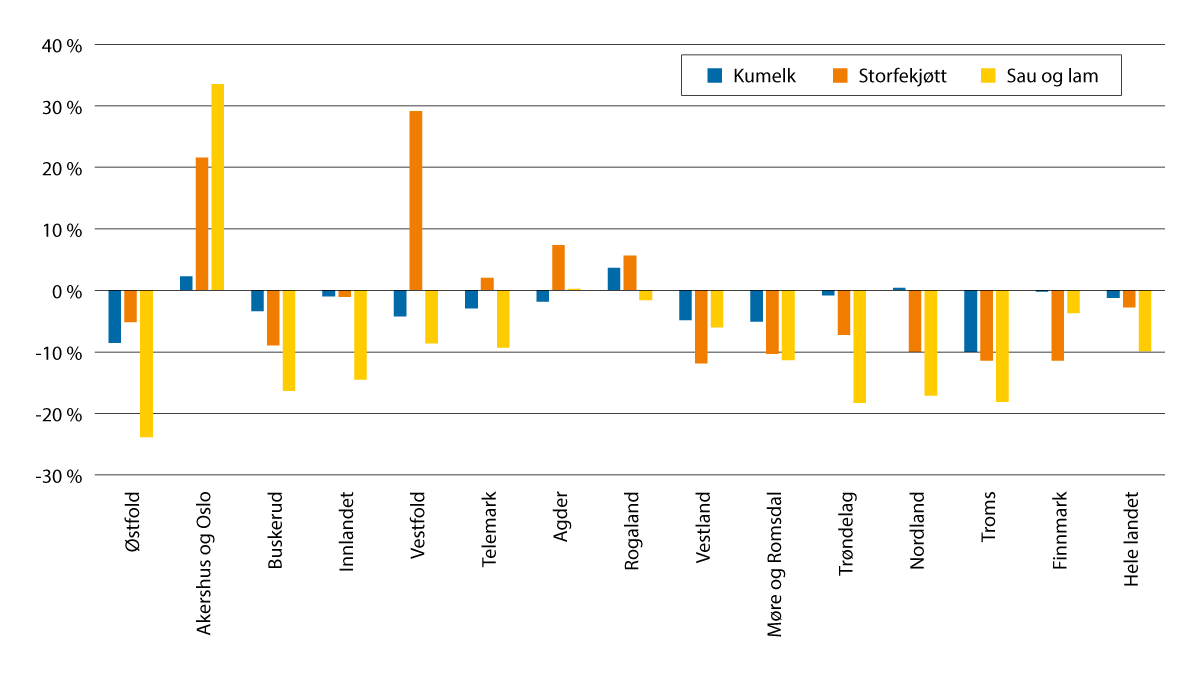 40 %
30 %
20 %
10 %
0 %
-10 %
-20 %
-30 %
Kumelk
Storfekjøtt
Sau og lam
Østfold
Akershus og Oslo
Buskerud
Innlandet
Vestfold
Telemark
Agder
Rogaland
Vestland
Møre og Romsdal
Trøndelag
Nordland
Troms
Finnmark
Hele landet